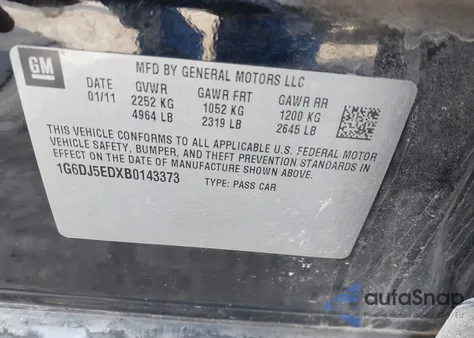 GM
MFD BY GENERAL MOTORS LLC
DATE GVWR GAWR FRT GAWR RR
01/11 2252 KG 1052 KG 1200 KG
4964 LB 2319 LB 2645 LB
THIS VEHICLE CONFORMS TO ALL APPLICABLE U.S. FEDERAL MOTOR
VEHICLE SAFETY, BUMPER, AND THEFT PREVENTION STANDARDS IN
EFFECT ON THE DATE OF MANUFACTURE SHOWN ABOVE.
1G6DJ5EDXB0143373 TYPE: PASS CAR
autoSnap